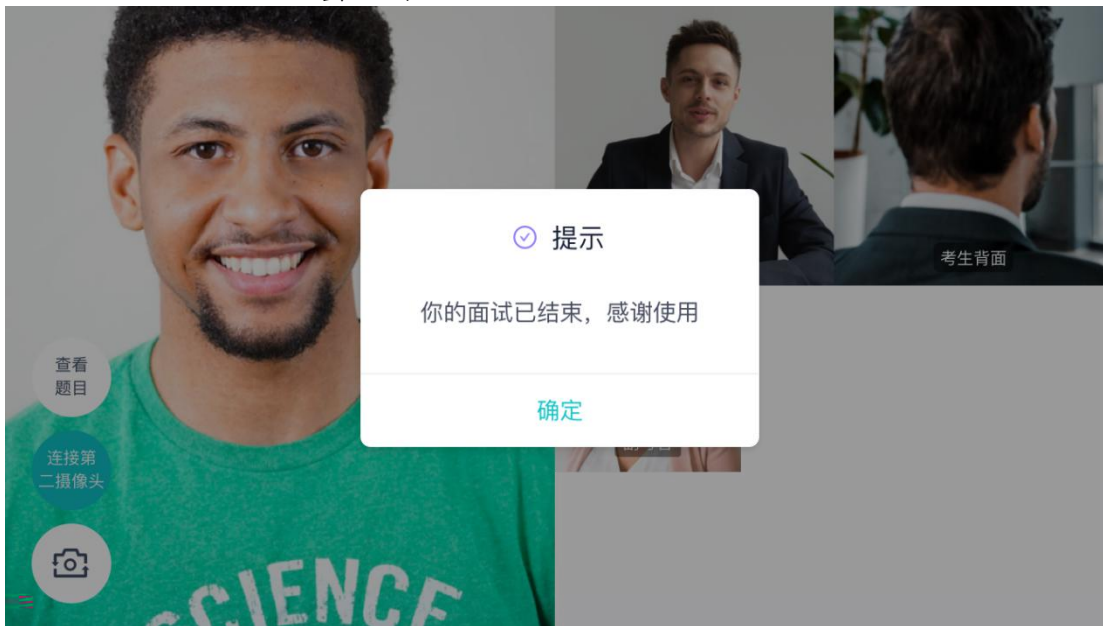 提示
考生背面
你的面试已结束，感谢使用
查看
题目
确定
连接第
二摄像头
SCIENCE